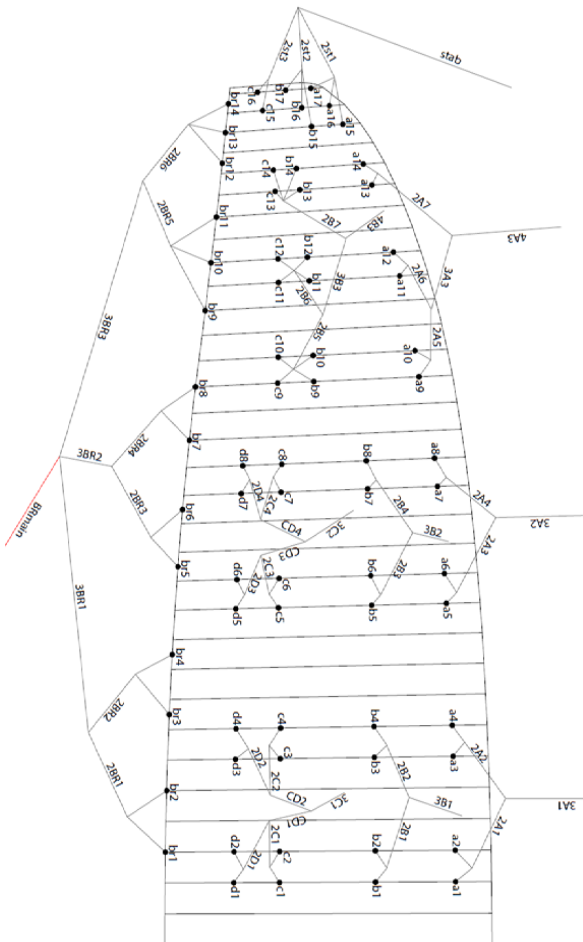 2st3
2st2
2st1
stab
c16
b17
a17
br14
c15
b16
a16
b15
a15
br13
2BR6
br12
c14
b14
a14
c13
b13
a13
2A7
2BR5
br11
2B7
4B3
4A3
br10
c12
b12
a12
c11
b11
a11
2A6
3A3
3B3
2B6
br9
3BR3
2B5
2A5
c10
b10
a10
br8
c9
b9
a9
3BR2
2BR4
br7
d8
c8
b8
a8
d7
2D4
2C4
c7
b7
a7
2B4
2A4
BRmain
2BR3
br6
CD4
3C2
3B2
3A2
CD3
2A3
br5
d6
2D3
2C3
c6
b6
2B3
a6
3BR1
d5
c5
b5
a5
br4
2BR2
br3
d4
c4
b4
a4
d3
2D2
c3
b3
a3
2A2
2BR1
2C2
2B2
br2
CD2
3C1
3B1
3A1
CD1
2C1
2B1
2A1
br1
d2
2D1
c2
b2
a2
d1
c1
b1
a1